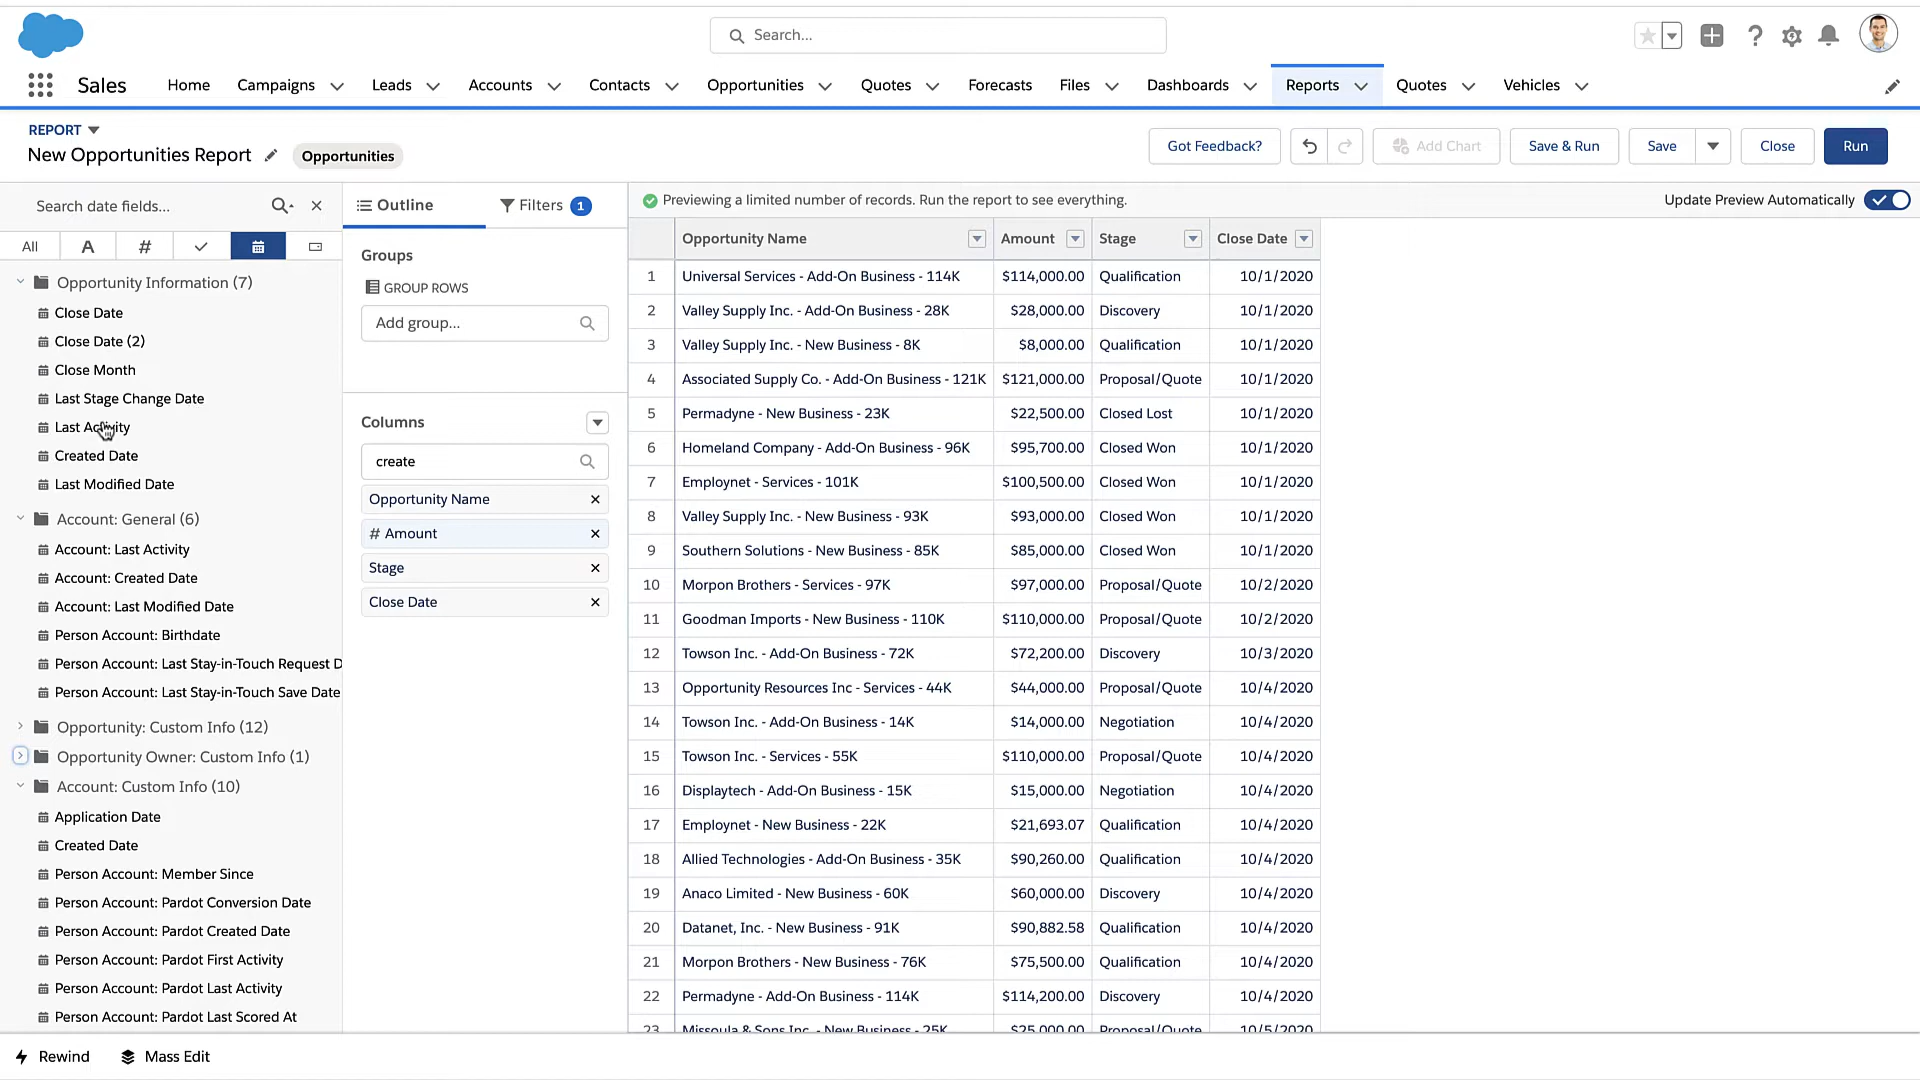 Search...
Sales
Home
Campaigns
Leads
Accounts
Contacts
Opportunities
Quotes
Forecasts
Files
Dashboards
Reports
Quotes
Vehicles
REPORT
New Opportunities Report
Opportunities
Got Feedback?
Add Chart
Save & Run
Save
Close
Run
Search date fields...
All
A
#
Opportunity Information (7)
Close Date
Close Date (2)
Close Month
Last Stage Change Date
Last Activity
Created Date
Last Modified Date
Account: General (6)
Account: Last Activity
Account: Created Date
Account: Last Modified Date
Person Account: Birthdate
Person Account: Last Stay-in-Touch Request D
Person Account: Last Stay-in-Touch Save Date
Opportunity: Custom Info (12)
Opportunity Owner: Custom Info (1)
Account: Custom Info (10)
Application Date
Created Date
Person Account: Member Since
Person Account: Pardot Conversion Date
Person Account: Pardot Created Date
Person Account: Pardot First Activity
Person Account: Pardot Last Activity
Person Account: Pardot Last Scored At
Outline
Filters 1
Groups
GROUP ROWS
Add group...
Columns
create
Opportunity Name
# Amount
Stage
Close Date
Previewing a limited number of records. Run the report to see everything.
Update Preview Automatically
Opportunity Name Amount Stage Close Date
1 Universal Services - Add-On Business - 114K $114,000.00 Qualification 10/1/2020
2 Valley Supply Inc. - Add-On Business - 28K $28,000.00 Discovery 10/1/2020
3 Valley Supply Inc. - New Business - 8K $8,000.00 Qualification 10/1/2020
4 Associated Supply Co. - Add-On Business - 121K $121,000.00 Proposal/Quote 10/1/2020
5 Permadyne - New Business - 23K $22,500.00 Closed Lost 10/1/2020
6 Homeland Company - Add-On Business - 96K $95,700.00 Closed Won 10/1/2020
7 Employnet - Services - 101K $100,500.00 Closed Won 10/1/2020
8 Valley Supply Inc. - New Business - 93K $93,000.00 Closed Won 10/1/2020
9 Southern Solutions - New Business - 85K $85,000.00 Closed Won 10/1/2020
10 Morpon Brothers - Services - 97K $97,000.00 Proposal/Quote 10/2/2020
11 Goodman Imports - New Business - 110K $110,000.00 Proposal/Quote 10/2/2020
12 Towson Inc. - Add-On Business - 72K $72,200.00 Discovery 10/3/2020
13 Opportunity Resources Inc - Services - 44K $44,000.00 Proposal/Quote 10/4/2020
14 Towson Inc. - Add-On Business - 14K $14,000.00 Negotiation 10/4/2020
15 Towson Inc. - Services - 55K $110,000.00 Proposal/Quote 10/4/2020
16 Displaytech - Add-On Business - 15K $15,000.00 Negotiation 10/4/2020
17 Employnet - New Business - 22K $21,693.07 Qualification 10/4/2020
18 Allied Technologies - Add-On Business - 35K $90,260.00 Qualification 10/4/2020
19 Anaco Limited - New Business - 60K $60,000.00 Discovery 10/4/2020
20 Datanet, Inc. - New Business - 91K $90,882.58 Qualification 10/4/2020
21 Morpon Brothers - New Business - 76K $75,500.00 Qualification 10/4/2020
22 Permadyne - Add-On Business - 114K $114,200.00 Discovery 10/4/2020
23 Missoula & Sons Inc. - New Business - 25K $25,000.00 Proposal/Quote 10/5/2020
Rewind
Mass Edit